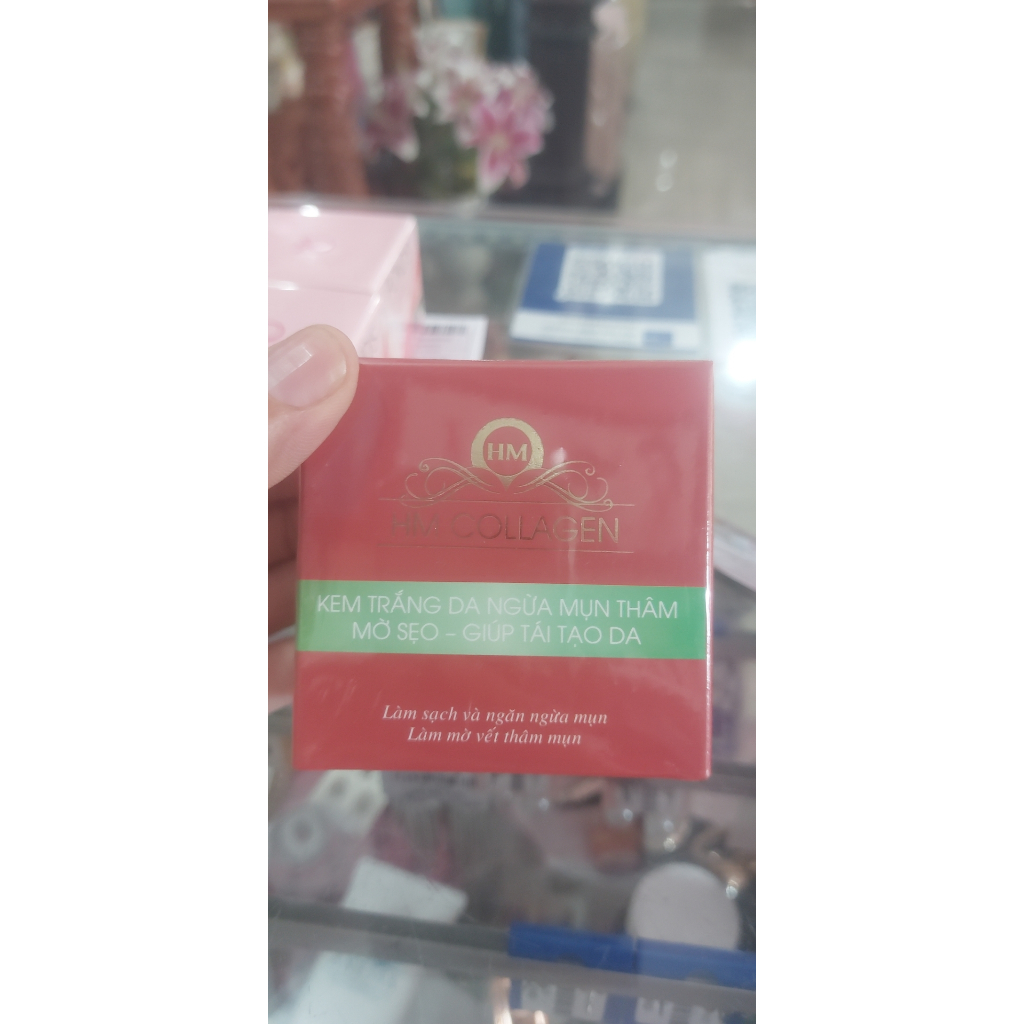 HM
HM COLLAGEN
KEM TRẮNG DA NGỪA MỤN THÂM
MỜ SẸO – GIÚP TÁI TẠO DA
Làm sạch và ngăn ngừa mụn
Làm mờ vết thâm mụn